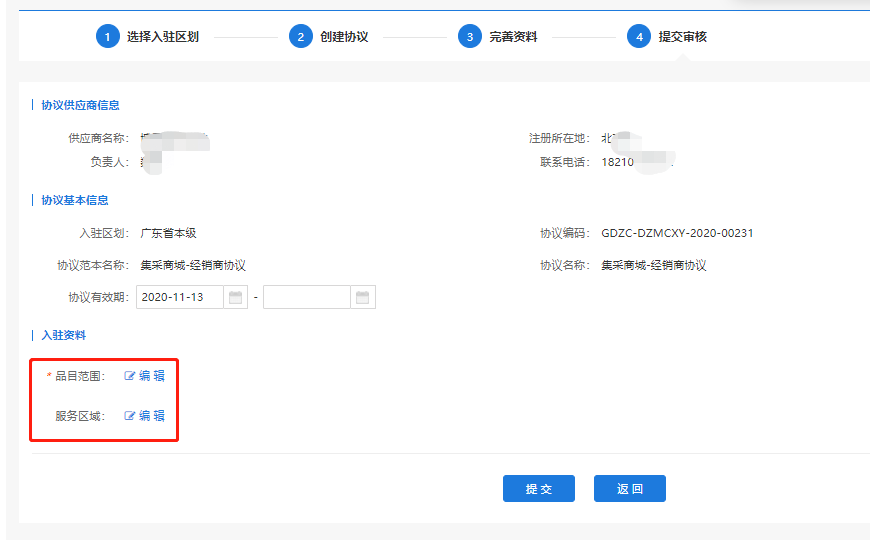 1 选择入驻区划 2 创建协议 3 完善资料 4 提交审核
协议供应商信息
供应商名称： 注册所在地： 北
负责人： 联系电话： 18210
协议基本信息
入驻区划： 广东省本级 协议编码： GDZC-DZMCXY-2020-00231
协议范本名称： 集采商城-经销商协议 协议名称： 集采商城-经销商协议
协议有效期： 2020-11-13 -
入驻资料
* 品目范围： 编辑
服务区域： 编辑
提交 返回